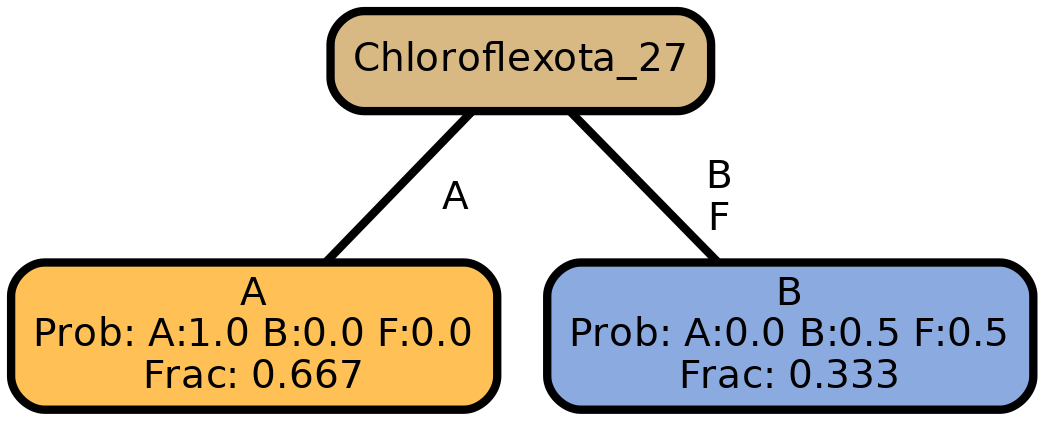 Chloroflexota_27
A
B
F
A
Prob: A:1.0 B:0.0 F:0.0
Frac: 0.667
B
Prob: A:0.0 B:0.5 F:0.5
Frac: 0.333